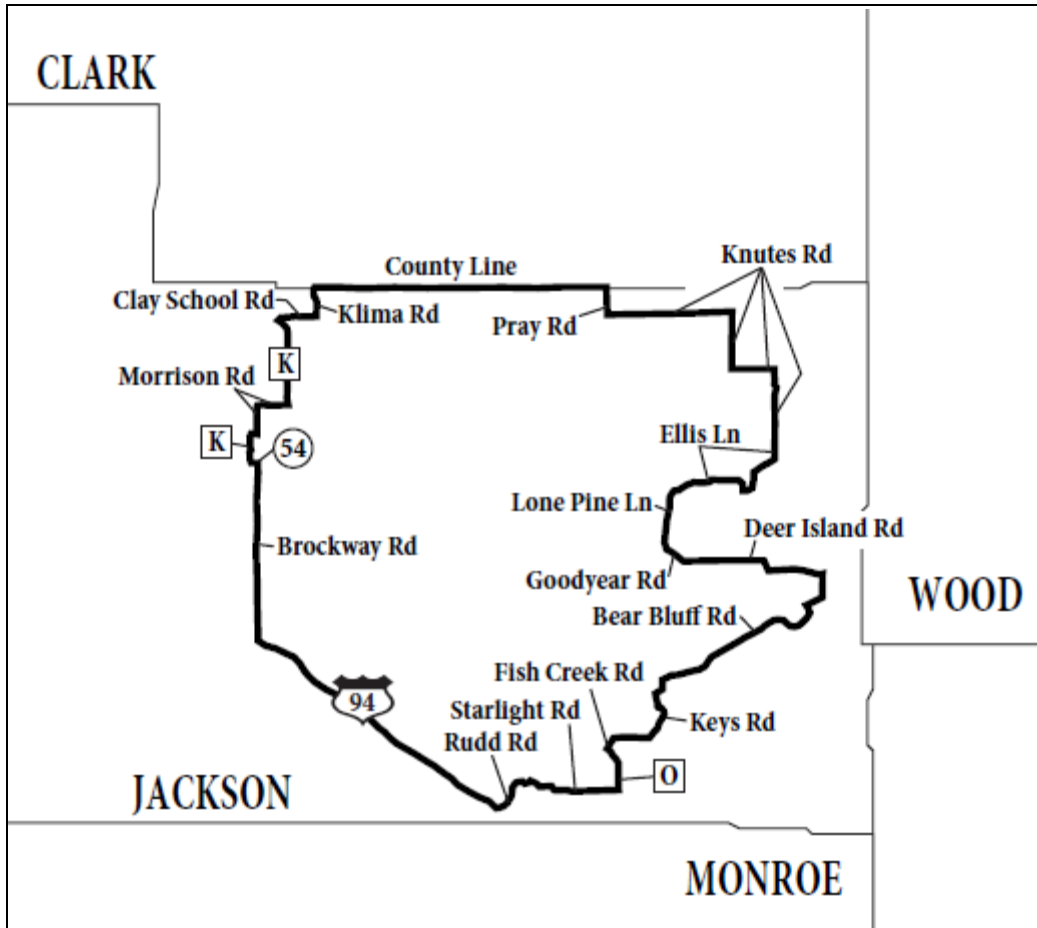 CLARK
Knutes Rd
County Line
Clay School Rd
Klima Rd
Pray Rd
K
Morrison Rd
K
54
Ellis Ln
Lone Pine Ln
Deer Island Rd
Brockway Rd
Goodyear Rd
WOOD
Bear Bluff Rd
Fish Creek Rd
94
Starlight Rd
Keys Rd
Rudd Rd
O
JACKSON
MONROE